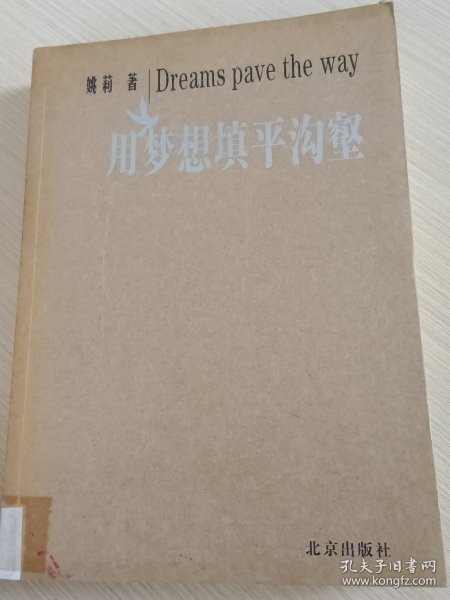 姚莉 著 Dreams pave the way
用梦想填平沟壑
北京出版社
孔夫子旧书网
www.kongfz.com